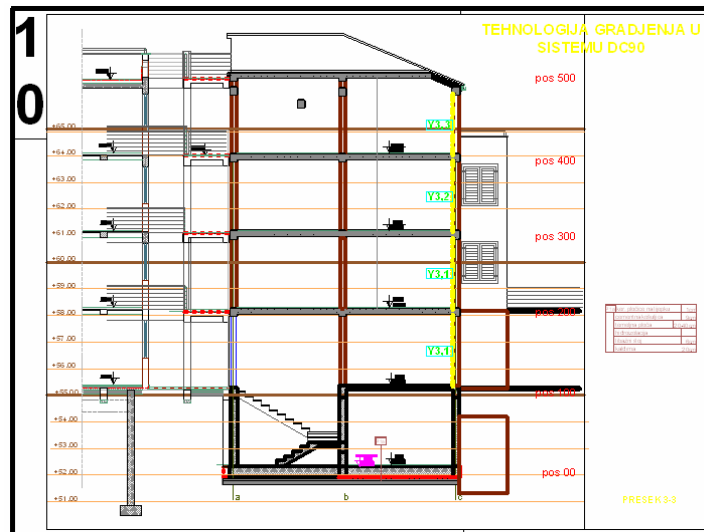 1
0
TEHNOLOGIJA GRADJENJA U
SISTEMU DC90
pos 500
+65.00
Y3,3
+64.00
pos 400
+63.00
Y3,2
+62.00
+61.00
pos 300
+60.00
Y3,1
+59.00
+58.00
pos 200
+57.00
Y3,1
+56.00
+55.00
pos 100
+54.00
+53.00
+52.00
pos 00
+51.00
a
b
c
PRESEK 3-3